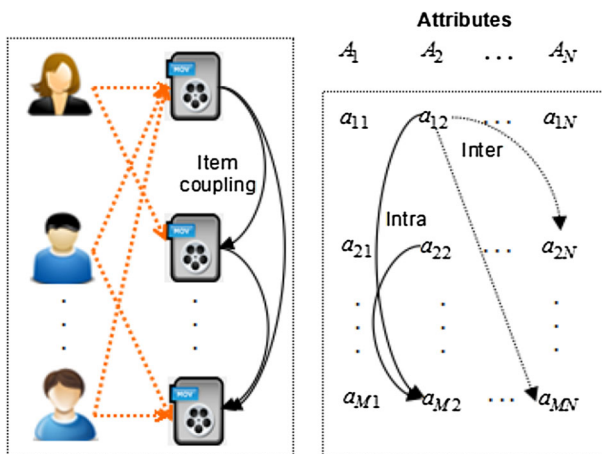 Attributes
A1 A2 ... AN
MOV
a11 a12 ... a1N
Inter
Item
coupling
Intra
MOV
a21 a22 ... a2N
MOV
aM1 aM2 ... aMN